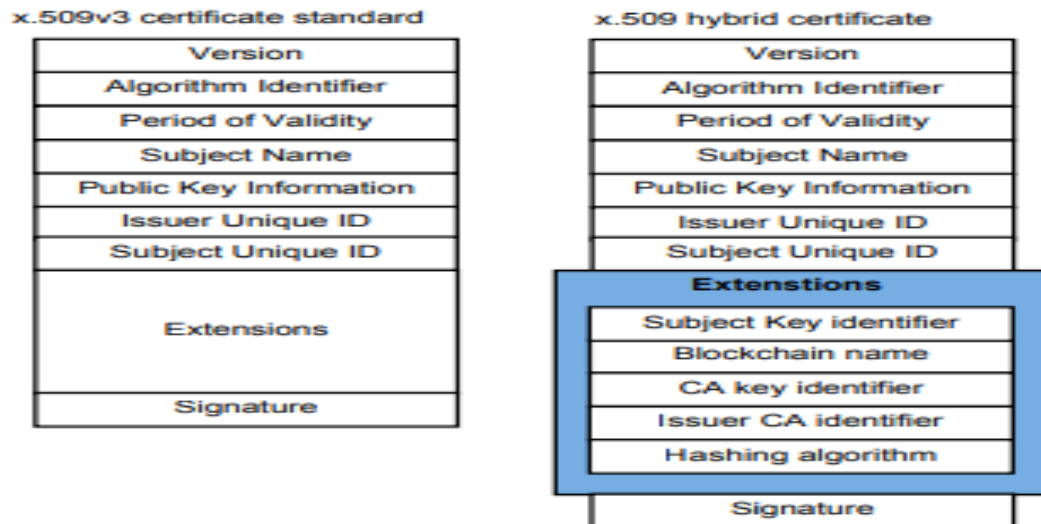 x.509v3 certificate standard
Version
Algorithm Identifier
Period of Validity
Subject Name
Public Key Information
Issuer Unique ID
Subject Unique ID
Extensions
Signature
x.509 hybrid certificate
Version
Algorithm Identifier
Period of Validity
Subject Name
Public Key Information
Issuer Unique ID
Subject Unique ID
Extenstions
Subject Key identifier
Blockchain name
CA key identifier
Issuer CA identifier
Hashing algorithm
Signature